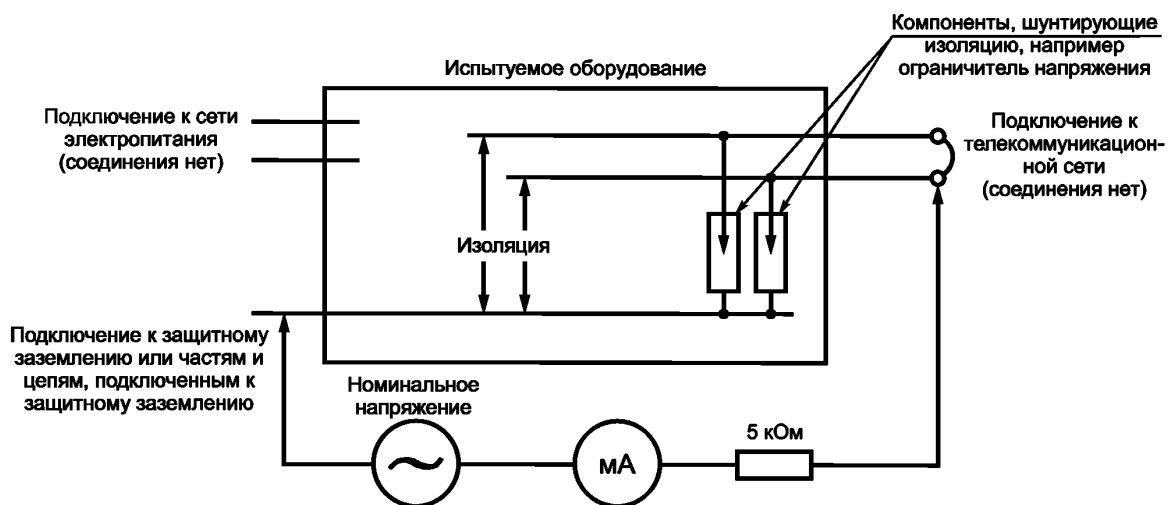 Компоненты, шунтирующие
изоляцию, например
ограничитель напряжения
Испытуемое оборудование
Подключение к сети
электропитания
(соединения нет)
Подключение к
телекоммуникацион-
ной сети
(соединения нет)
Изоляция
Подключение к защитному
заземлению или частям и
цепям, подключенным к
защитному заземлению
Номинальное
напряжение
мА
5 кОм